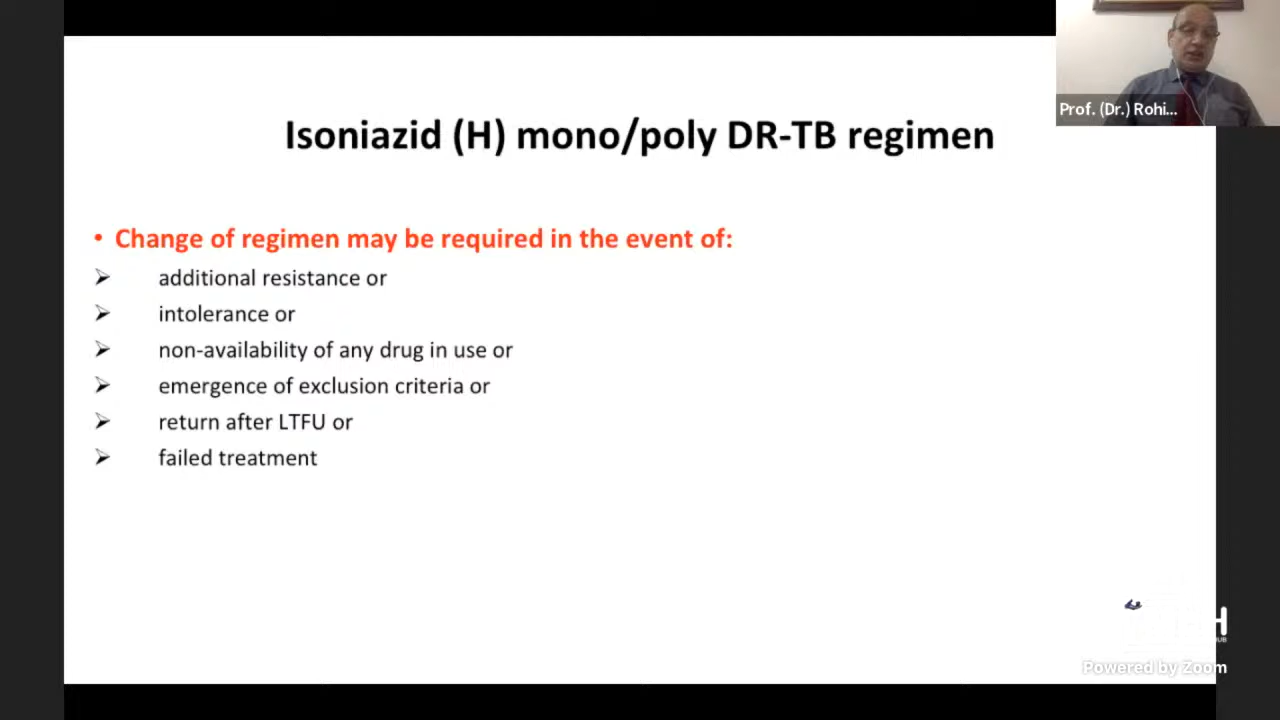 Prof. (Dr.) Rohi...
Isoniazid (H) mono/poly DR-TB regimen
• Change of regimen may be required in the event of:
➢ additional resistance or
➢ intolerance or
➢ non-availability of any drug in use or
➢ emergence of exclusion criteria or
➢ return after LTFU or
➢ failed treatment
Powered by Zoom